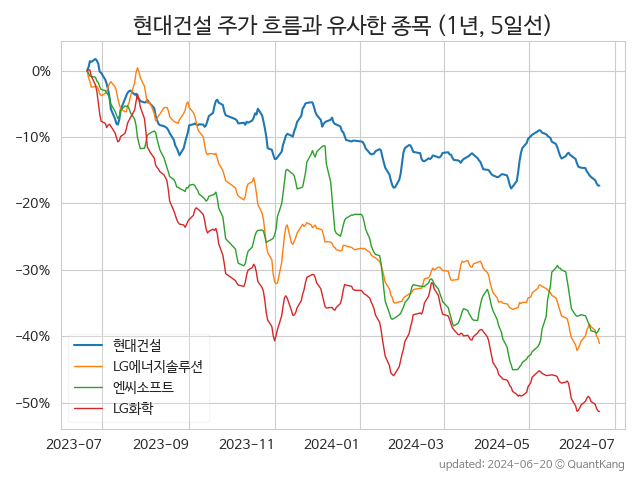 현대건설 주가 흐름과 유사한 종목 (1년, 5일선)
0%
−10%
−20%
−30%
−40%
−50%
현대건설
LG에너지솔루션
엔씨소프트
LG화학
2023-07 2023-09 2023-11 2024-01 2024-03 2024-05 2024-07
updated: 2024-06-20 © QuantKang